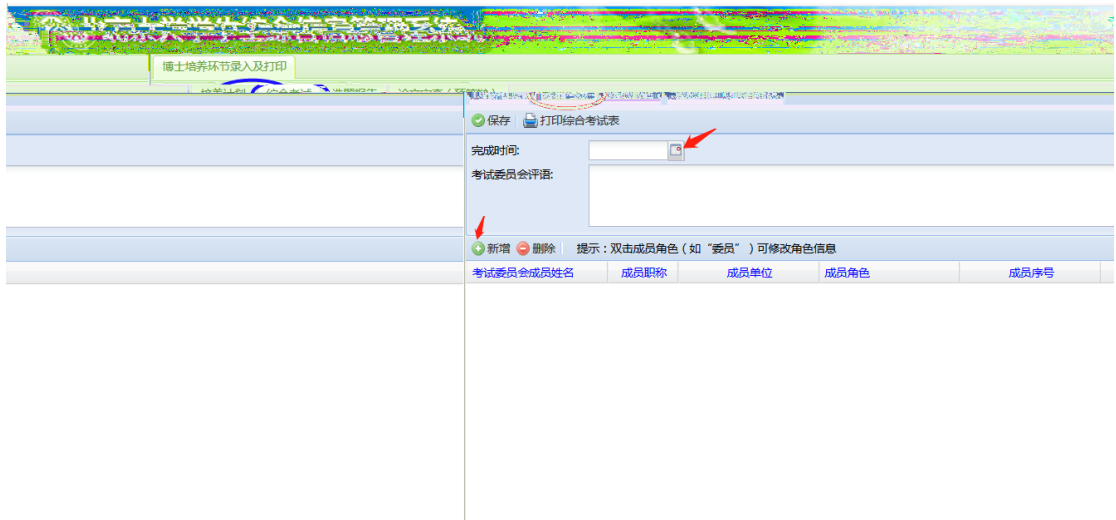 博士培养环节录入及打印
保存 打印综合考试表
完成时间:
考试委员会评语:
新增 删除 提示：双击成员角色（如“委员”）可修改角色信息
考试委员会成员姓名 成员职称 成员单位 成员角色 成员序号